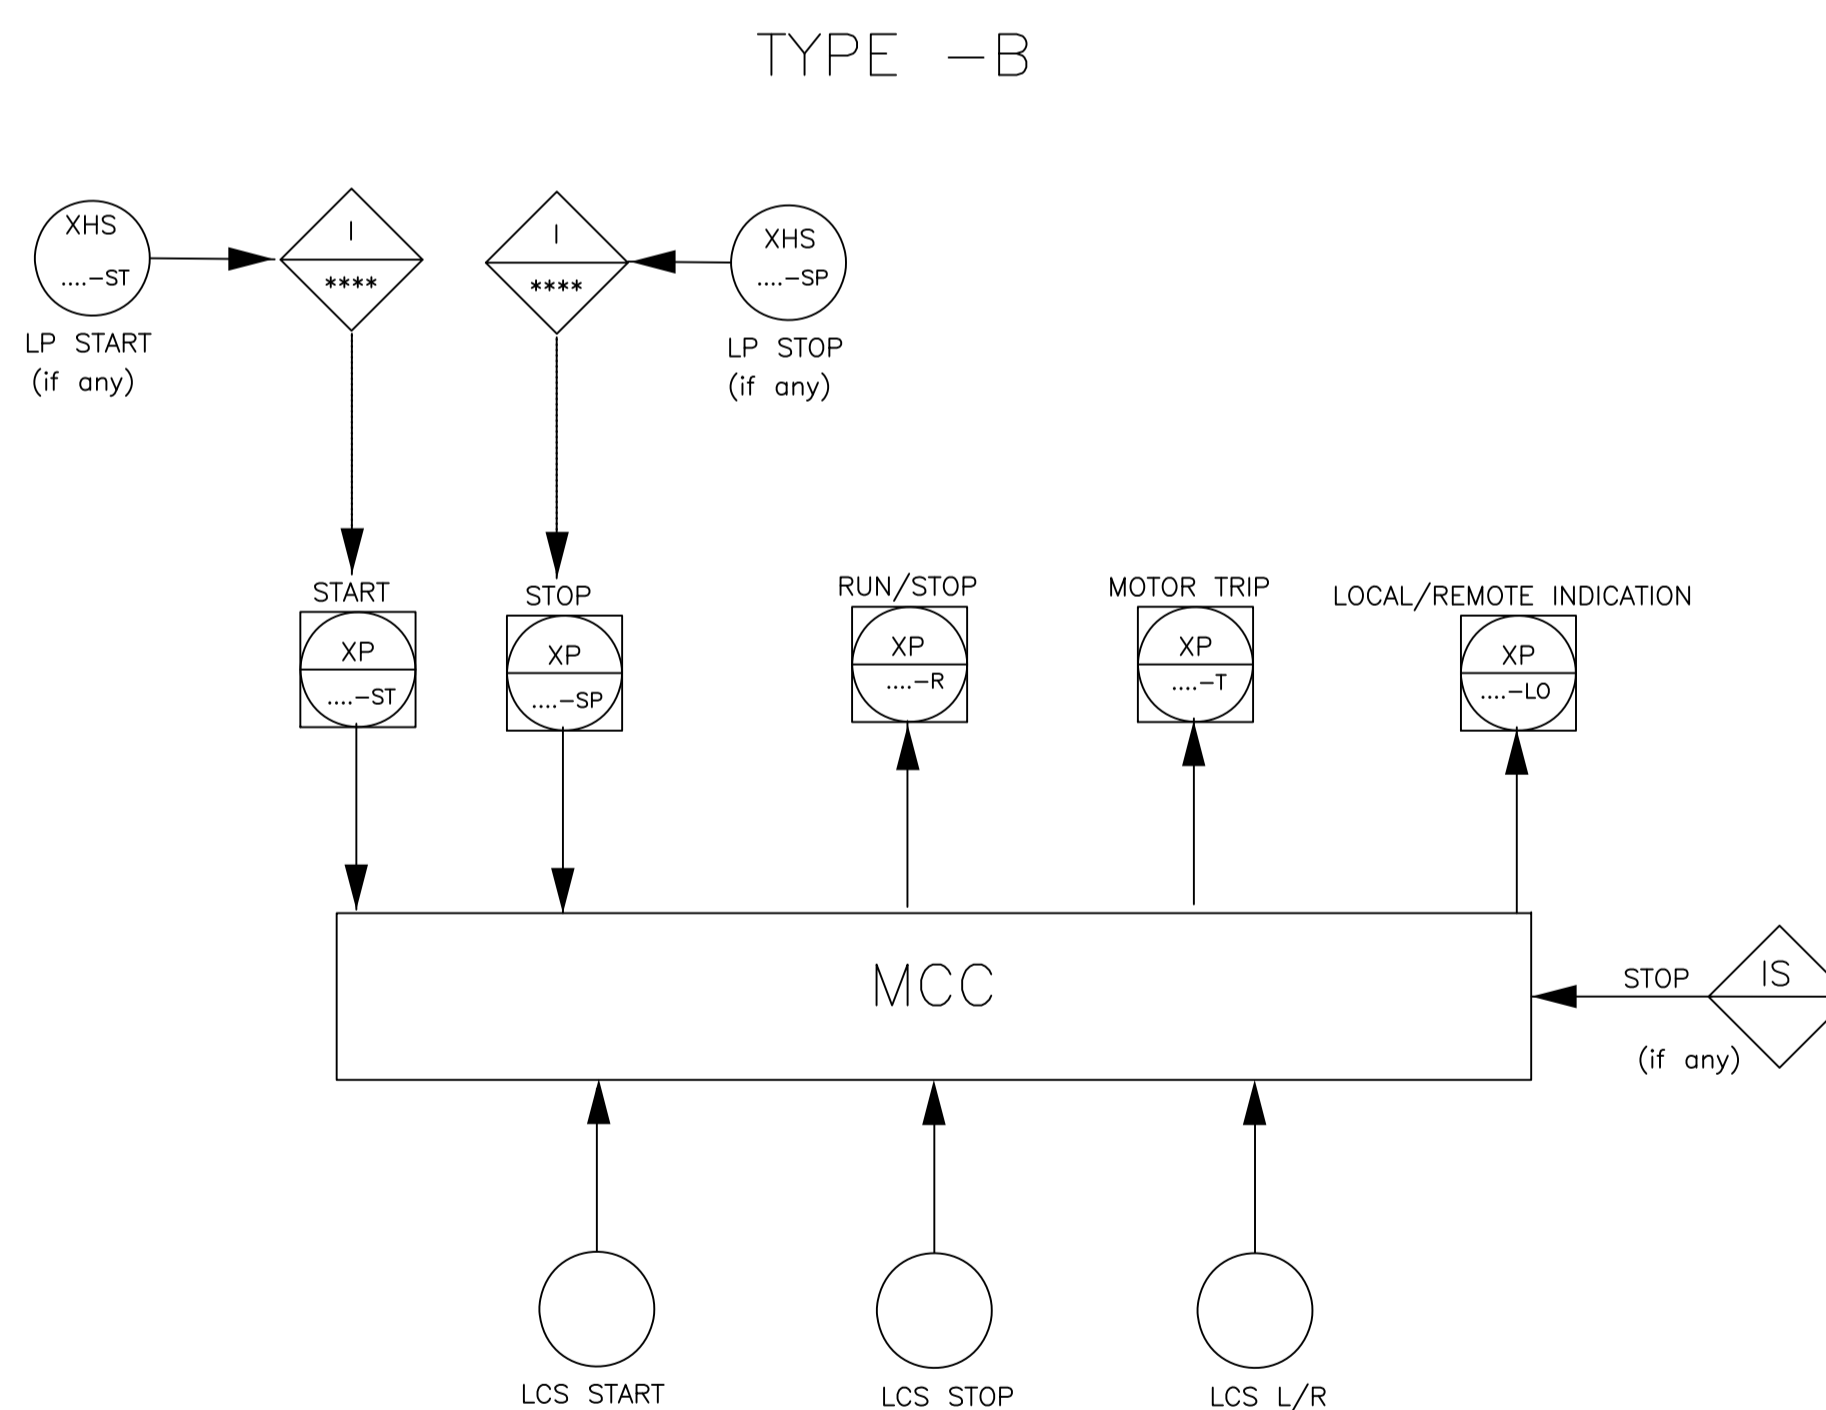 TYPE -B
XHS
....-ST
LP START
(if any)
I
****
I
****
XHS
....-SP
LP STOP
(if any)
START
XP
....-ST
STOP
XP
....-SP
RUN/STOP
XP
....-R
MOTOR TRIP
XP
....-T
LOCAL/REMOTE INDICATION
XP
....-LO
MCC
STOP
(if any)
IS
LCS START
LCS STOP
LCS L/R